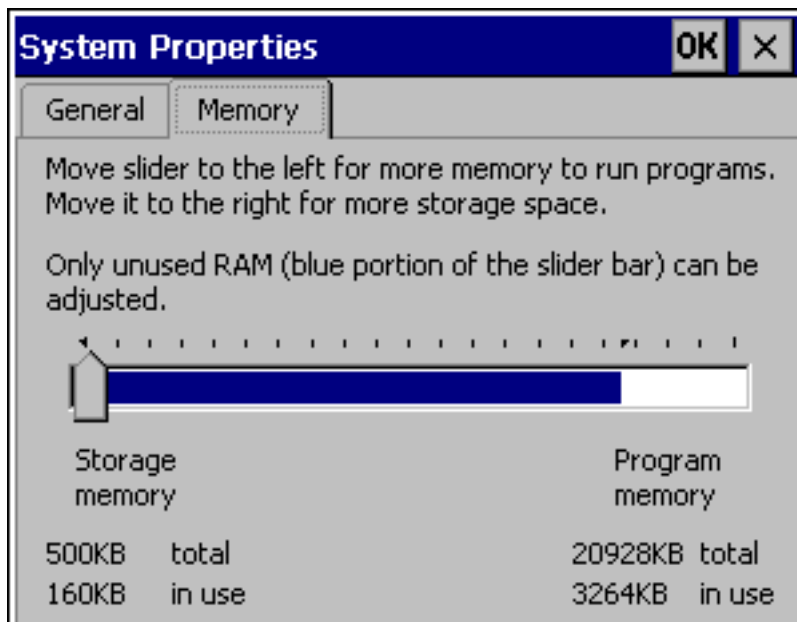 System Properties OK ×
General Memory
Move slider to the left for more memory to run programs.
Move it to the right for more storage space.
Only unused RAM (blue portion of the slider bar) can be
adjusted.
Storage Program
memory memory
500KB total 20928KB total
160KB in use 3264KB in use